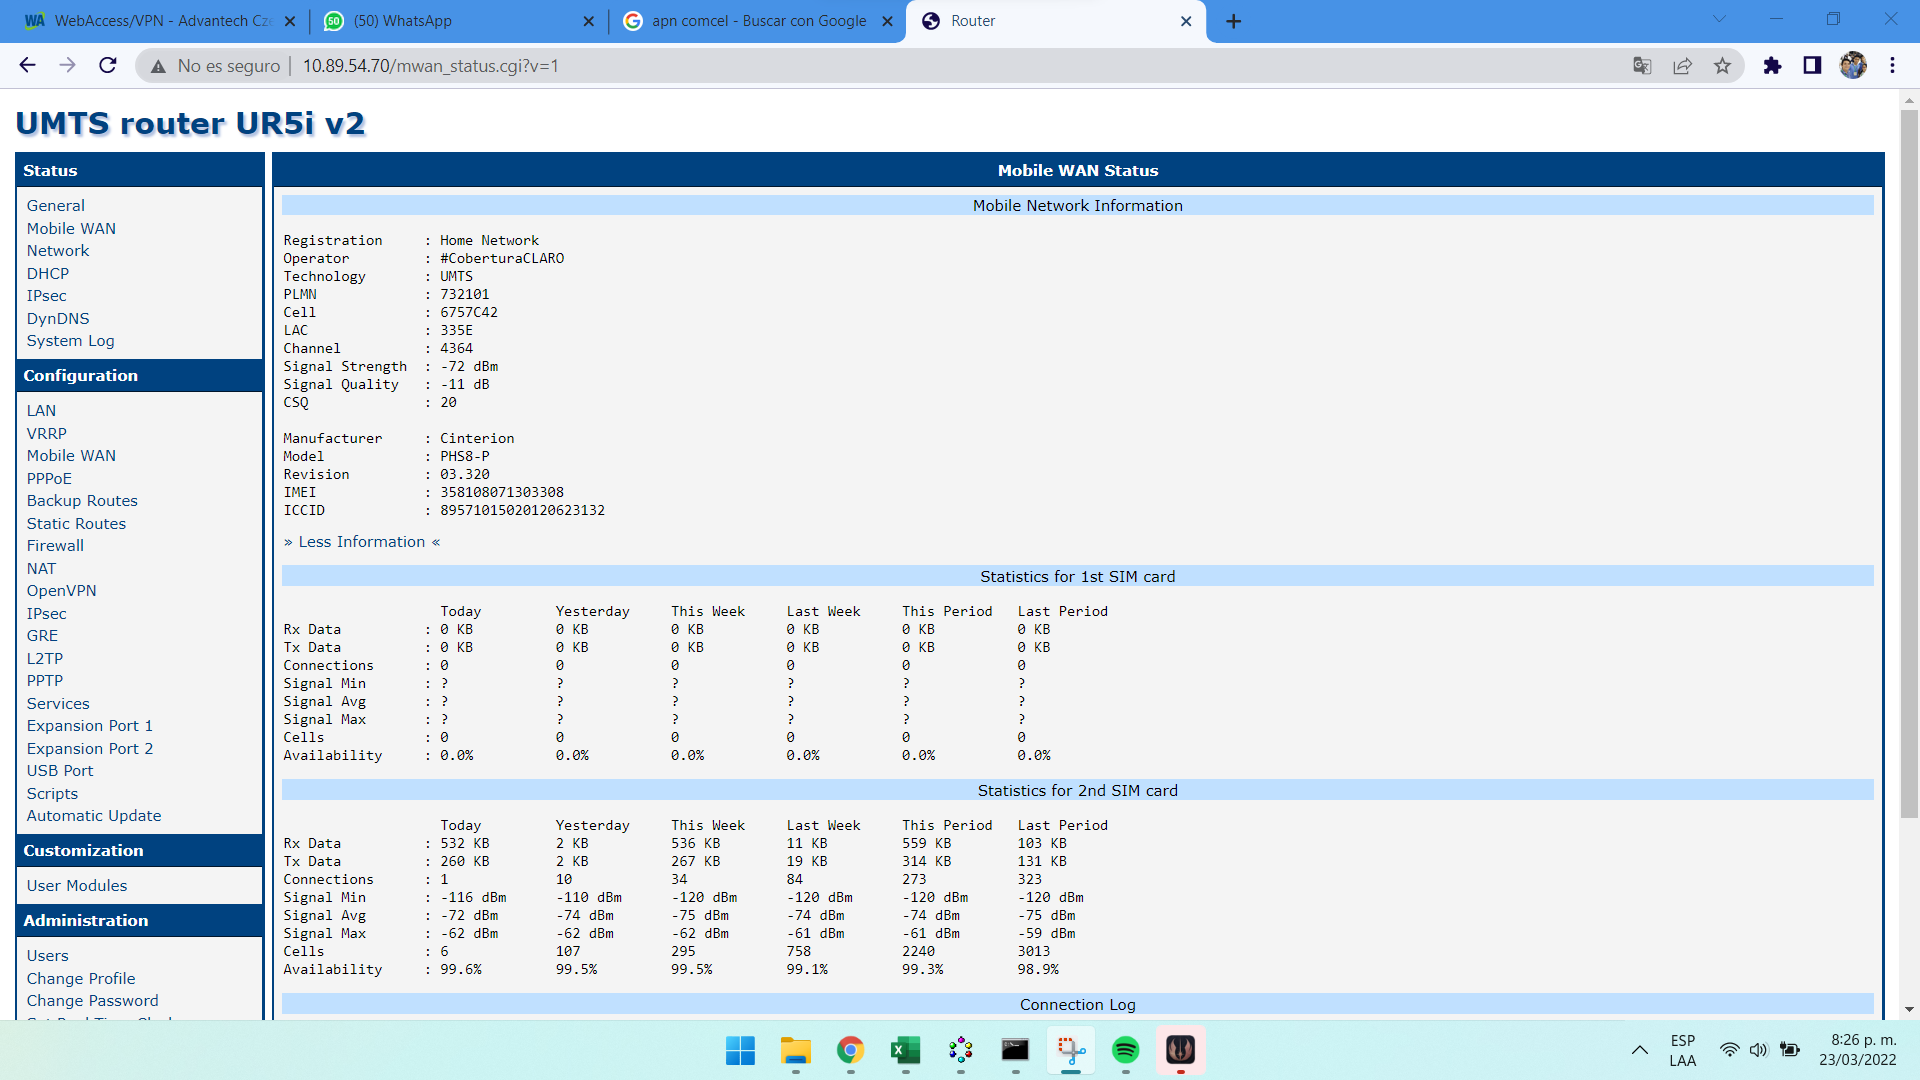 WebAccess/VPN - Advantech Cze
50 (50) WhatsApp
apn comcel - Buscar con Google
Router
No es seguro | 10.89.54.70/mwan_status.cgi?v=1
UMTS router UR5i v2
Status
General
Mobile WAN
Network
DHCP
IPsec
DynDNS
System Log
Configuration
LAN
VRRP
Mobile WAN
PPPoE
Backup Routes
Static Routes
Firewall
NAT
OpenVPN
IPsec
GRE
L2TP
PPTP
Services
Expansion Port 1
Expansion Port 2
USB Port
Scripts
Automatic Update
Customization
User Modules
Administration
Users
Change Profile
Change Password
Mobile WAN Status
Mobile Network Information
Registration : Home Network
Operator : #CoberturaCLARO
Technology : UMTS
PLMN : 732101
Cell : 6757C42
LAC : 335E
Channel : 4364
Signal Strength : -72 dBm
Signal Quality : -11 dB
CSQ : 20
Manufacturer : Cinterion
Model : PHS8-P
Revision : 03.320
IMEI : 358108071303308
ICCID : 89571015020120623132
» Less Information «
Statistics for 1st SIM card
Today Yesterday This Week Last Week This Period Last Period
Rx Data : 0 KB 0 KB 0 KB 0 KB 0 KB 0 KB
Tx Data : 0 KB 0 KB 0 KB 0 KB 0 KB 0 KB
Connections : 0 0 0 0 0 0
Signal Min : ? ? ? ? ? ?
Signal Avg : ? ? ? ? ? ?
Signal Max : ? ? ? ? ? ?
Cells : 0 0 0 0 0 0
Availability : 0.0% 0.0% 0.0% 0.0% 0.0% 0.0%
Statistics for 2nd SIM card
Today Yesterday This Week Last Week This Period Last Period
Rx Data : 532 KB 2 KB 536 KB 11 KB 559 KB 103 KB
Tx Data : 260 KB 2 KB 267 KB 19 KB 314 KB 131 KB
Connections : 1 10 34 84 273 323
Signal Min : -116 dBm -110 dBm -120 dBm -120 dBm -120 dBm -120 dBm
Signal Avg : -72 dBm -74 dBm -75 dBm -74 dBm -74 dBm -75 dBm
Signal Max : -62 dBm -62 dBm -62 dBm -61 dBm -61 dBm -59 dBm
Cells : 6 107 295 758 2240 3013
Availability : 99.6% 99.5% 99.5% 99.1% 99.3% 98.9%
Connection Log
ESP
LAA
8:26 p. m.
23/03/2022